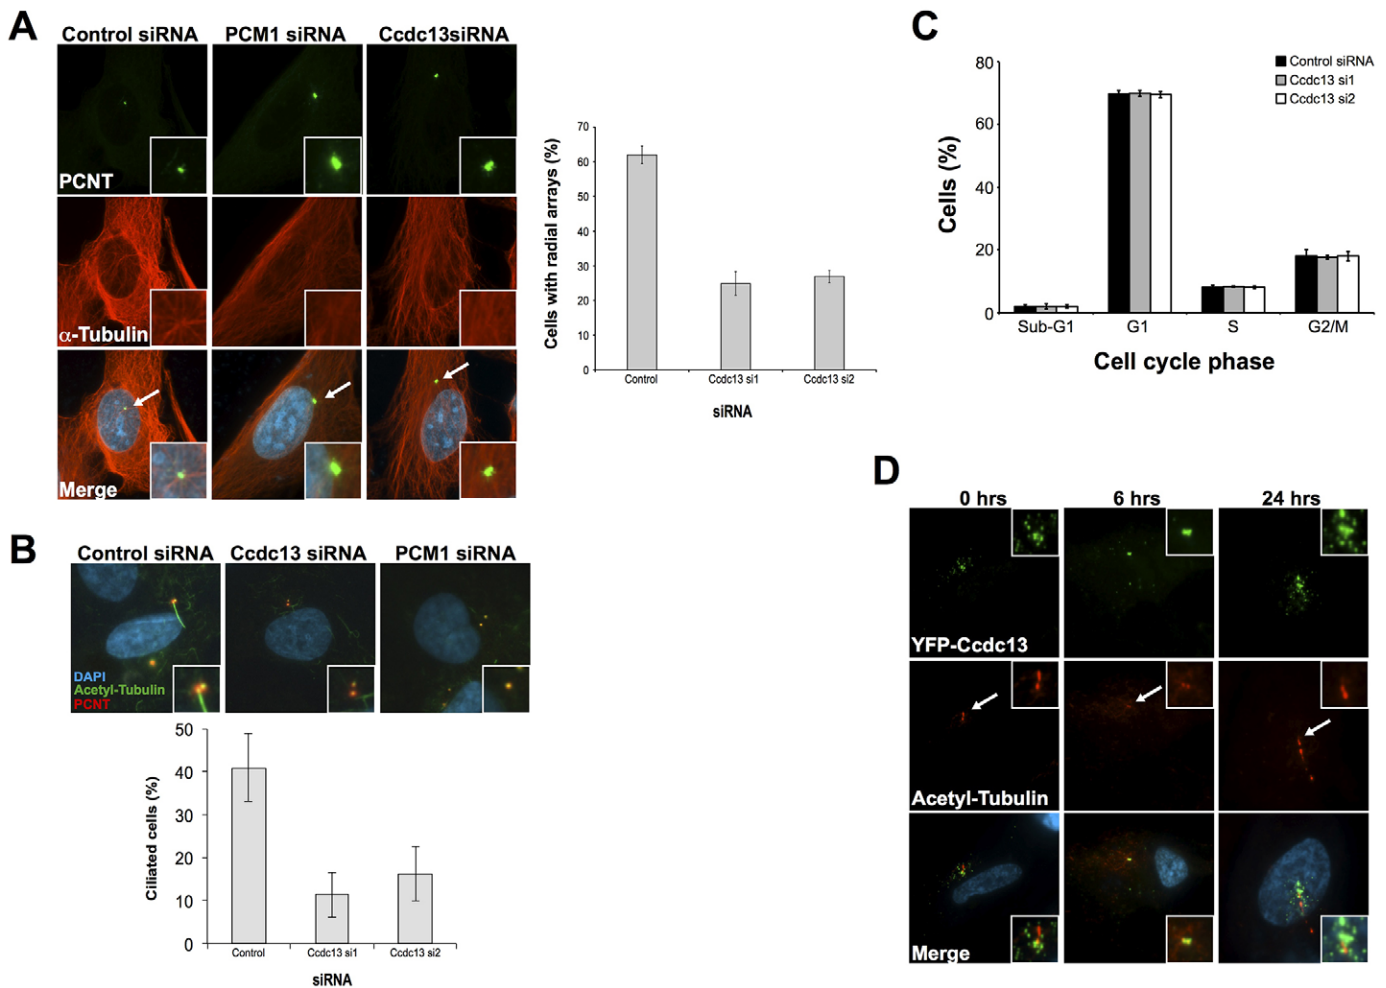 A
Control siRNA PCM1 siRNA Ccdc13siRNA
PCNT
α-Tubulin
Merge
Cells with radial arrays (%)
70
60
50
40
30
20
10
0
Control Ccdc13 si1 Ccdc13 si2
siRNA
B
Control siRNA Ccdc13 siRNA PCM1 siRNA
DAPI
Acetyl-Tubulin
PCNT
Ciliated cells (%)
50
40
30
20
10
0
Control Ccdc13 si1 Ccdc13 si2
siRNA
C
Control siRNA
Ccdc13 si1
Ccdc13 si2
Cells (%)
80
60
40
20
0
Sub-G1 G1 S G2/M
Cell cycle phase
D
0 hrs 6 hrs 24 hrs
YFP-Ccdc13
Acetyl-Tubulin
Merge